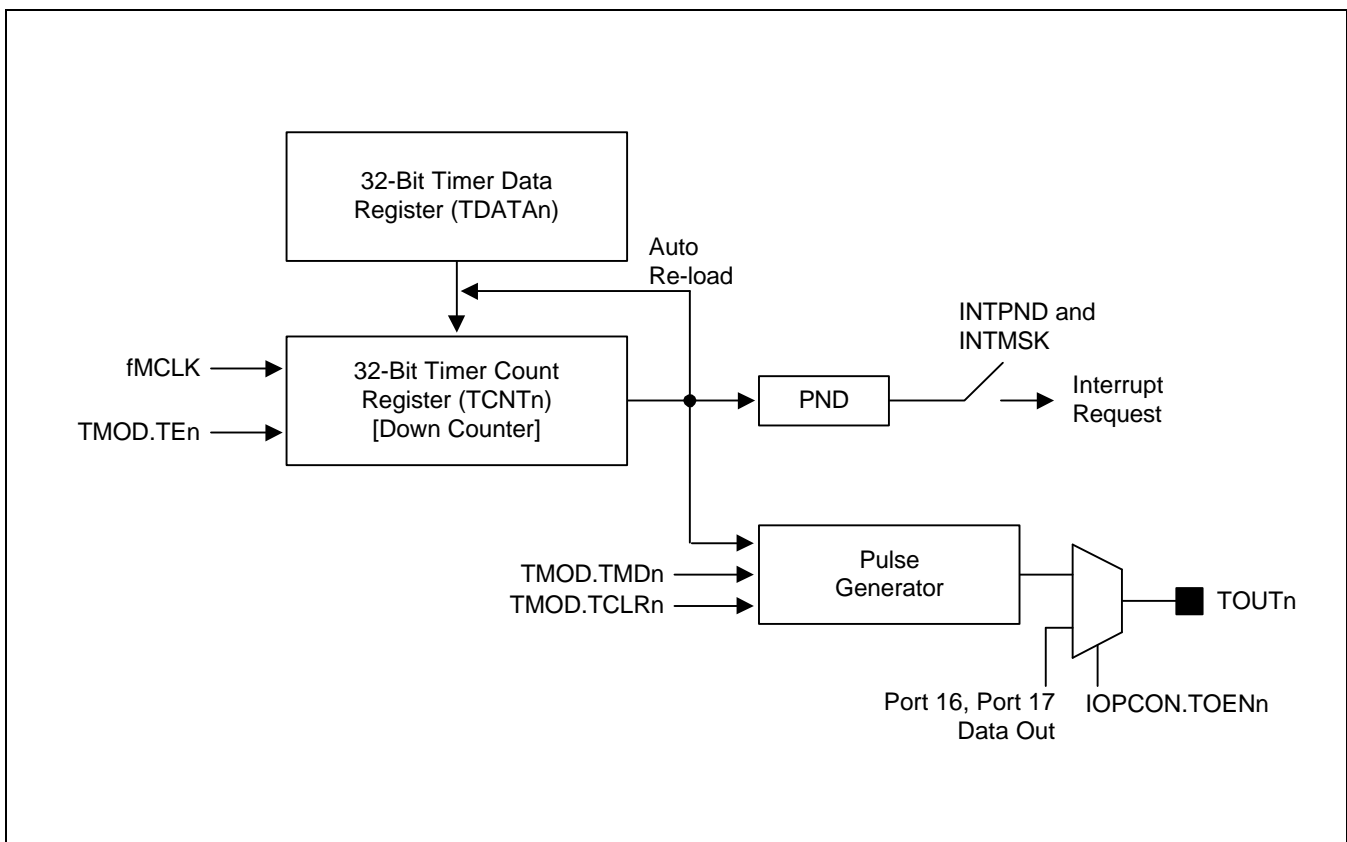 32-Bit Timer Data
Register (TDATAn)
Auto
Re-load
fMCLK
TMOD.TEn
32-Bit Timer Count
Register (TCNTn)
[Down Counter]
PND
INTPND and
INTMSK
Interrupt
Request
TMOD.TMDn
TMOD.TCLRn
Pulse
Generator
TOUTn
Port 16, Port 17
Data Out
IOPCON.TOENn